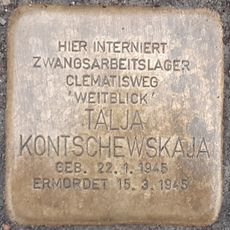 HIER INTERNIERT
ZWANGSARBEITSLAGER
CLEMATISWEG
'WEITBLICK'
TALJA
KONTSCHEWSKAJA
GEB. 22.1.1945
ERMORDET 15.3.1945